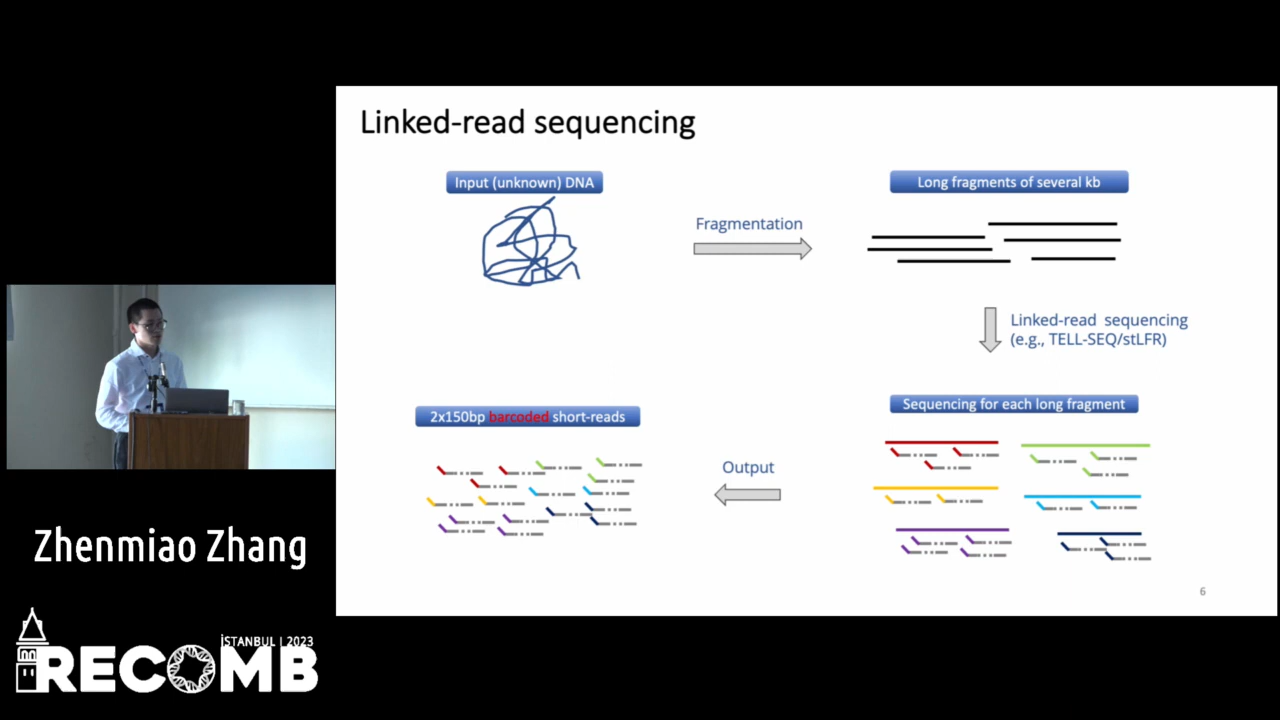 Linked-read sequencing
Input (unknown) DNA
Fragmentation
Long fragments of several kb
Linked-read sequencing
(e.g., TELL-SEQ/stLFR)
Sequencing for each long fragment
Output
2x150bp barcoded short-reads
6
Zhenmiao Zhang
İSTANBUL | 2023
RECOMB